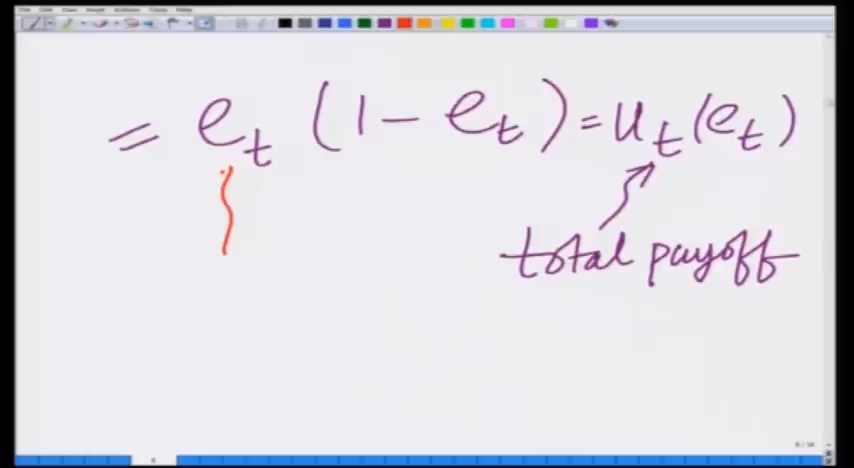 = e_t (1 - e_t) = u_t(e_t)
total payoff